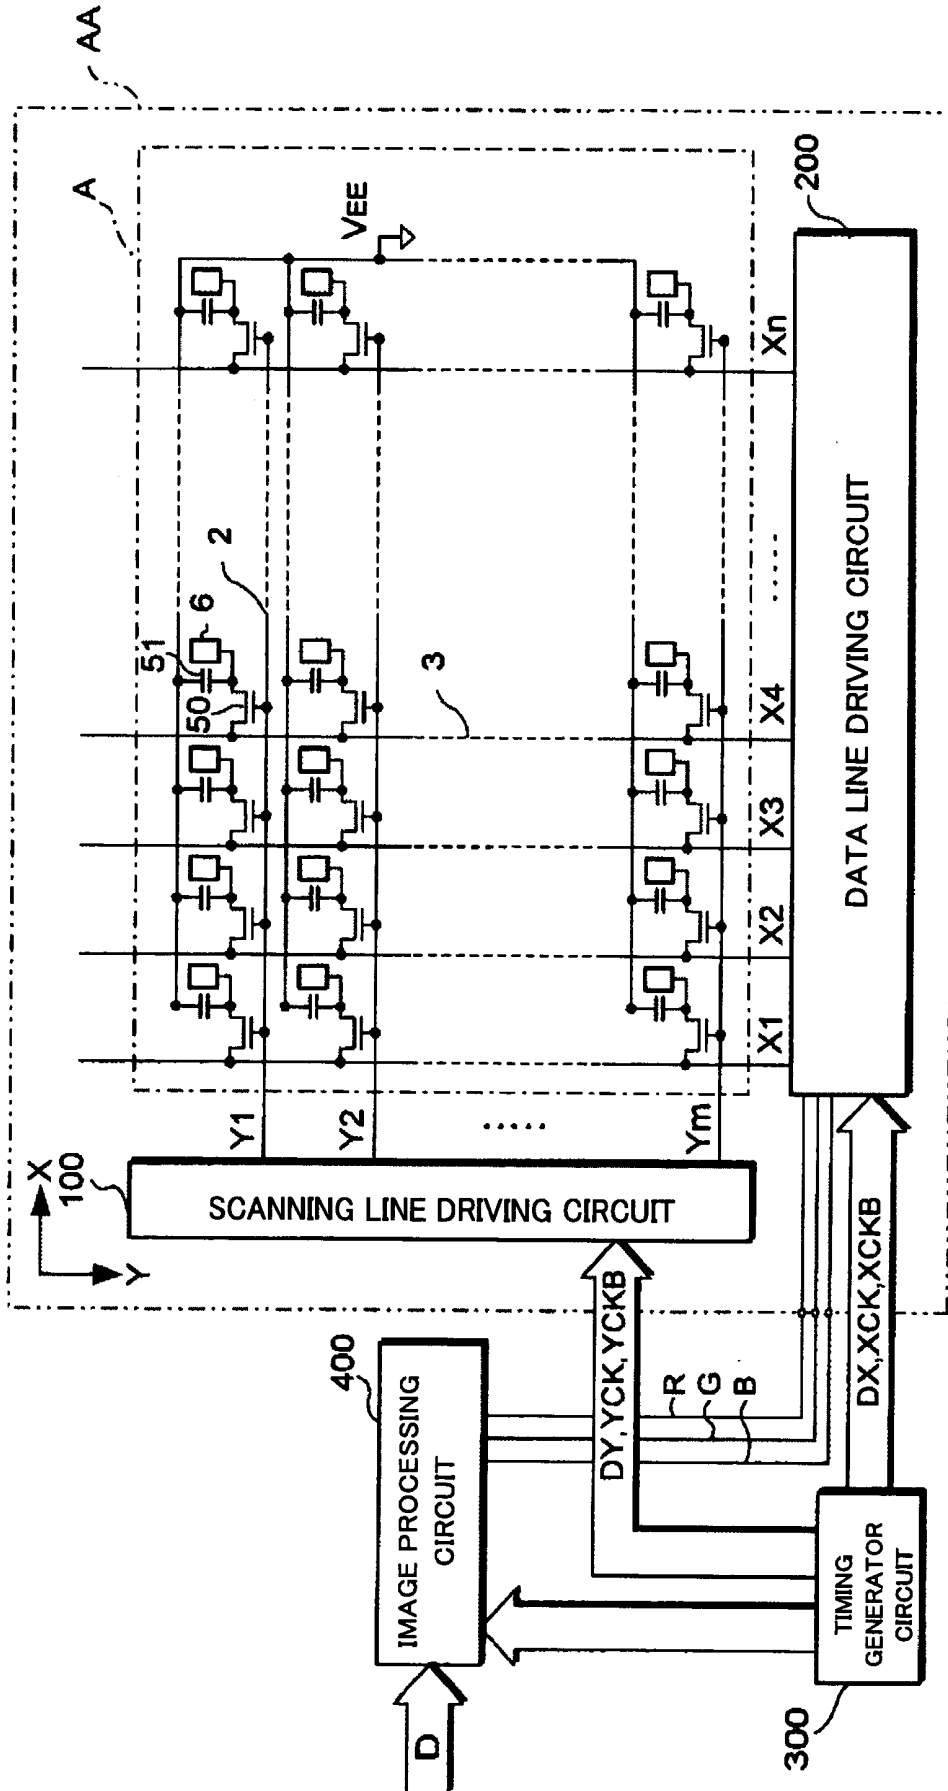 AA
A
X
Y
100
SCANNING LINE DRIVING CIRCUIT
Y1
Y2
.....
Ym
50
51
6
2
3
VEE
X1
X2
X3
X4
.....
Xn
200
DATA LINE DRIVING CIRCUIT
400
IMAGE PROCESSING
CIRCUIT
D
R
G
B
DY,YCK,YCKB
DX,XCK,XCKB
300
TIMING
GENERATOR
CIRCUIT